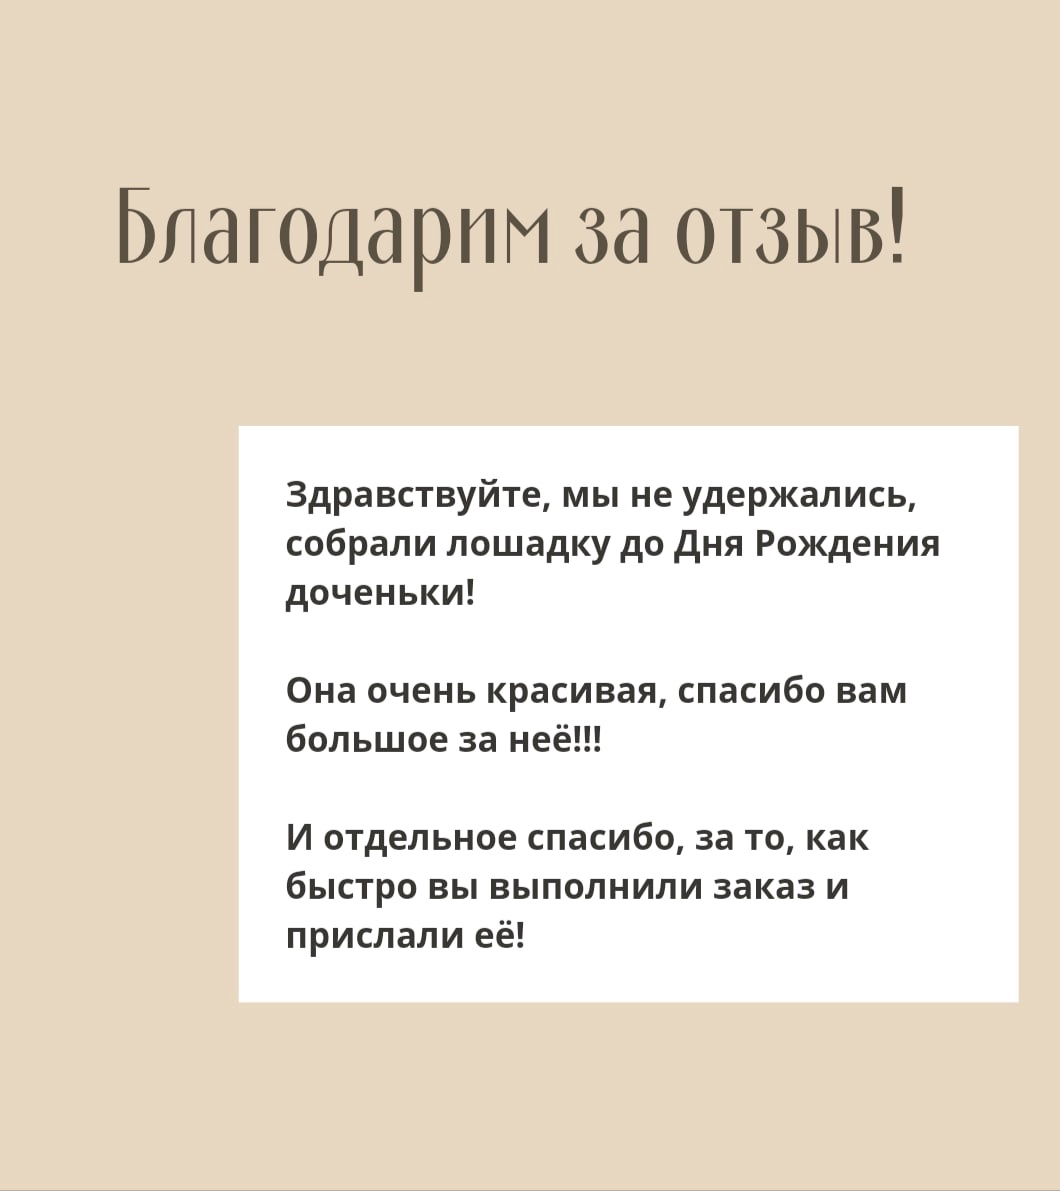 Благодарим за отзыв!
Здравствуйте, мы не удержались,
собрали лошадку до Дня Рождения
доченьки!
Она очень красивая, спасибо вам
большое за неё!!!
И отдельное спасибо, за то, как
быстро вы выполнили заказ и
прислали её!